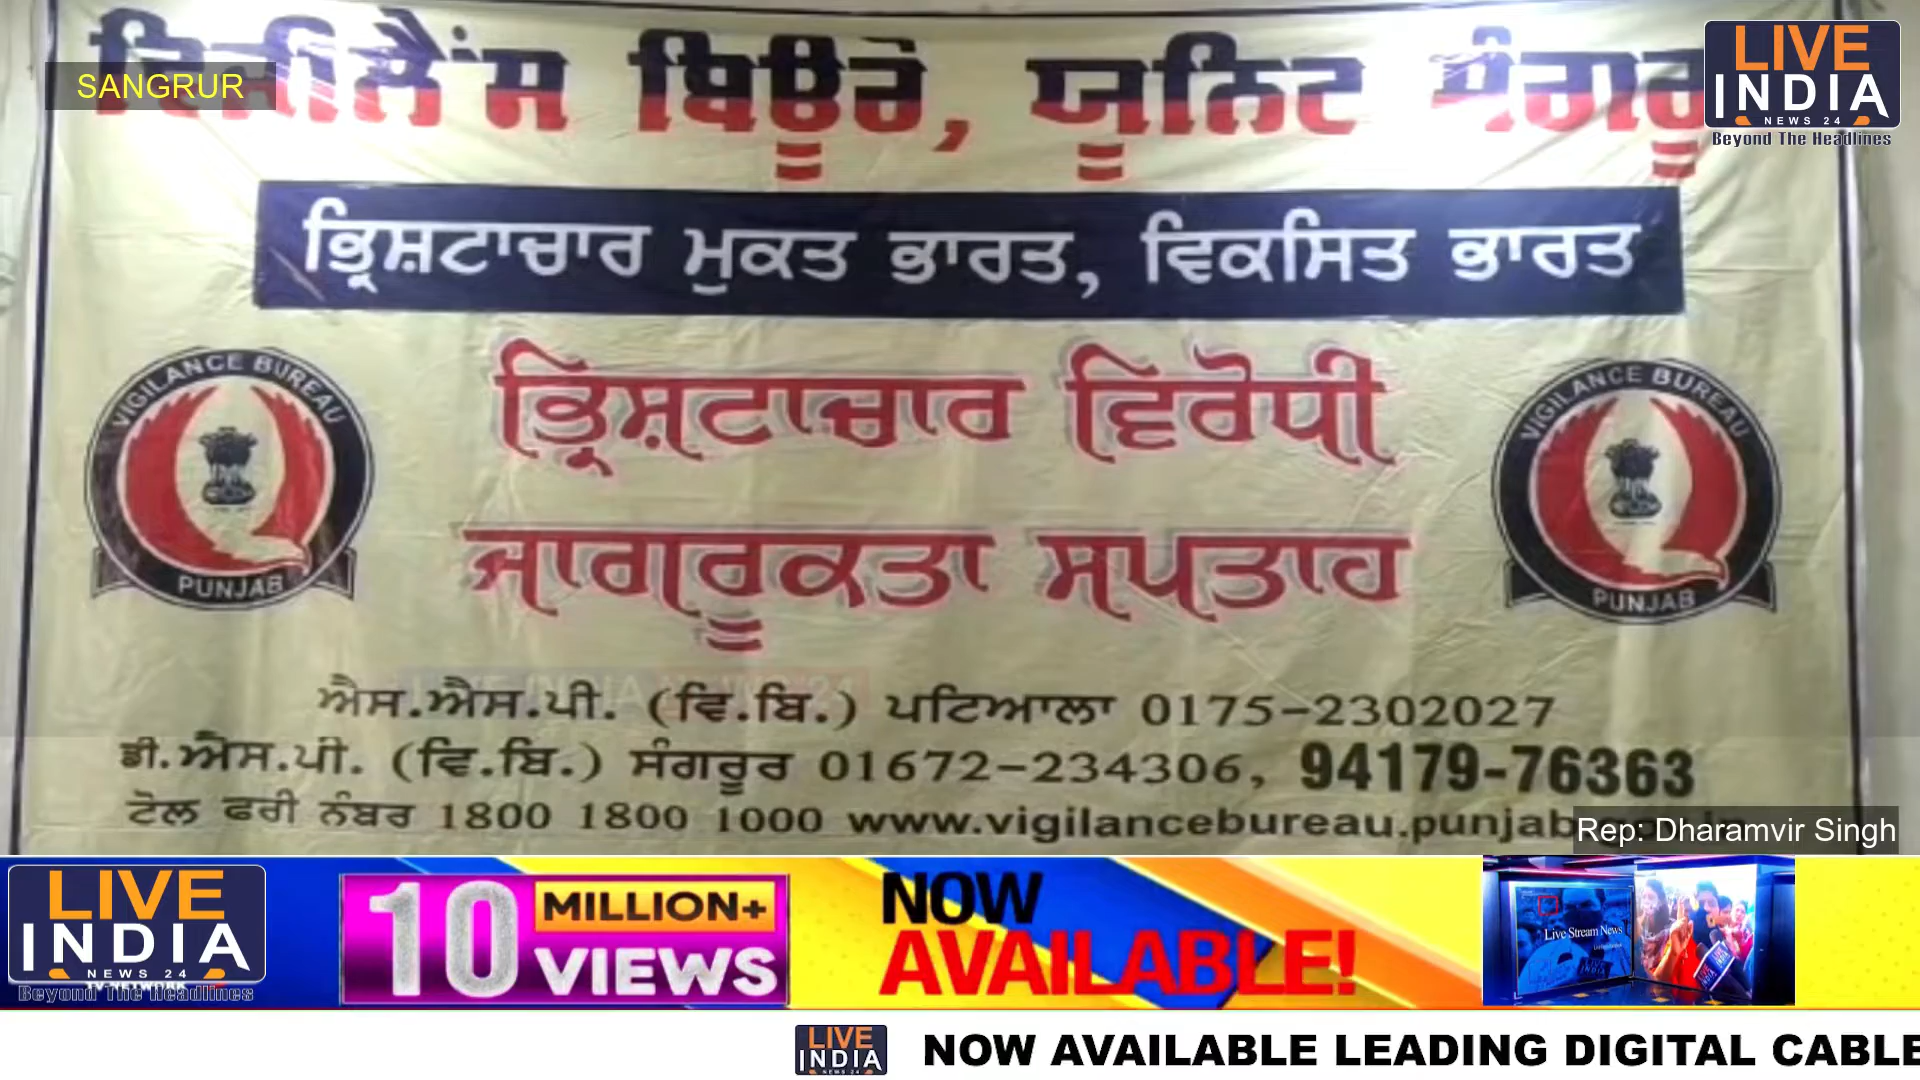 ਵਿਜੀਲੈਂਸ ਬਿਊਰੋ, ਯੂਨਿਟ
SANGRUR
LIVE
INDIA
NEWS 24
Beyond The Headlines
ਭ੍ਰਿਸ਼ਟਾਚਾਰ ਮੁਕਤ ਭਾਰਤ, ਵਿਕਸਿਤ ਭਾਰਤ
ਭ੍ਰਿਸ਼ਟਾਚਾਰ ਵਿਰੋਧੀ
ਜਾਗਰੂਕਤਾ ਸਪਤਾਹ
VIGILANCE BUREAU
PUNJAB
VIGILANCE BUREAU
PUNJAB
ਐਸ.ਐਸ.ਪੀ. (ਵਿ.ਬਿ.) ਪਟਿਆਲਾ 0175-2302027
ਡੀ.ਐਸ.ਪੀ. (ਵਿ.ਬਿ.) ਸੰਗਰੂਰ 01672-234306, 94179-76363
ਟੋਲ ਫਰੀ ਨੰਬਰ 1800 1800 1000 www.vigilancebureau.punjab
Rep: Dharamvir Singh
LIVE
INDIA
NEWS 24
Beyond The Headlines
10 MILLION+
VIEWS
NOW
AVAILABLE!
Live Stream News
LIVE
INDIA
NEWS 24
NOW AVAILABLE LEADING DIGITAL CABLE